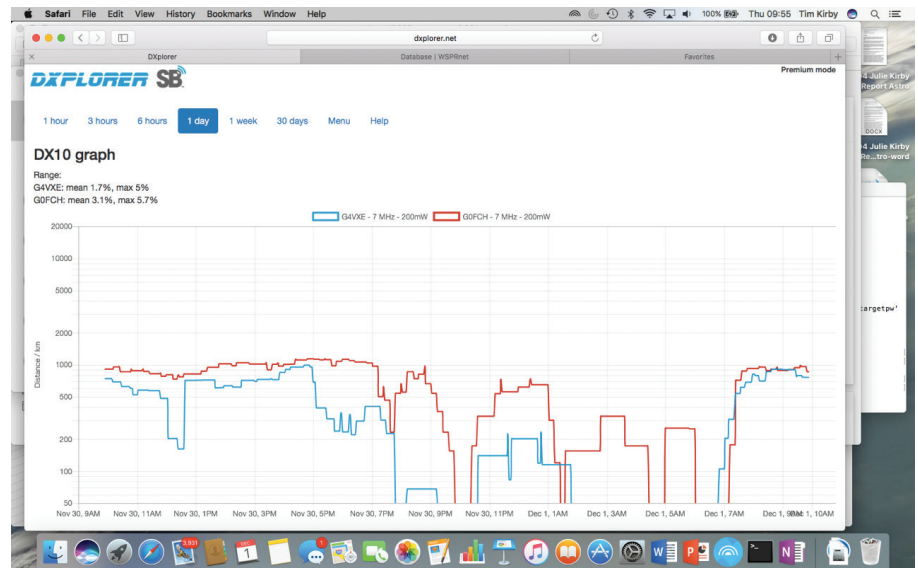 Safari File Edit View History Bookmarks Window Help 100% Thu 09:55 Tim Kirby
dxplorer.net
DXplorer Database | WSPRnet Favorites
DXPLORER SB
Premium mode
1 hour 3 hours 6 hours 1 day 1 week 30 days Menu Help
DX10 graph
Range:
G4VXE: mean 1.7%, max 5%
G0FCH: mean 3.1%, max 5.7%
G4VXE - 7 MHz - 200mW G0FCH - 7 MHz - 200mW
20000
10000
5000
2000
1000
500
200
100
50
Distance / km
Nov 30, 9AM Nov 30, 11AM Nov 30, 1PM Nov 30, 3PM Nov 30, 5PM Nov 30, 7PM Nov 30, 9PM Nov 30, 11PM Dec 1, 1AM Dec 1, 3AM Dec 1, 5AM Dec 1, 7AM Dec 1, 10AM
4 Julie Kirby
Report Astro
DOCX
4 Julie Kirby
Re...tro-word
targetpw'
3,931
DEC
1
1